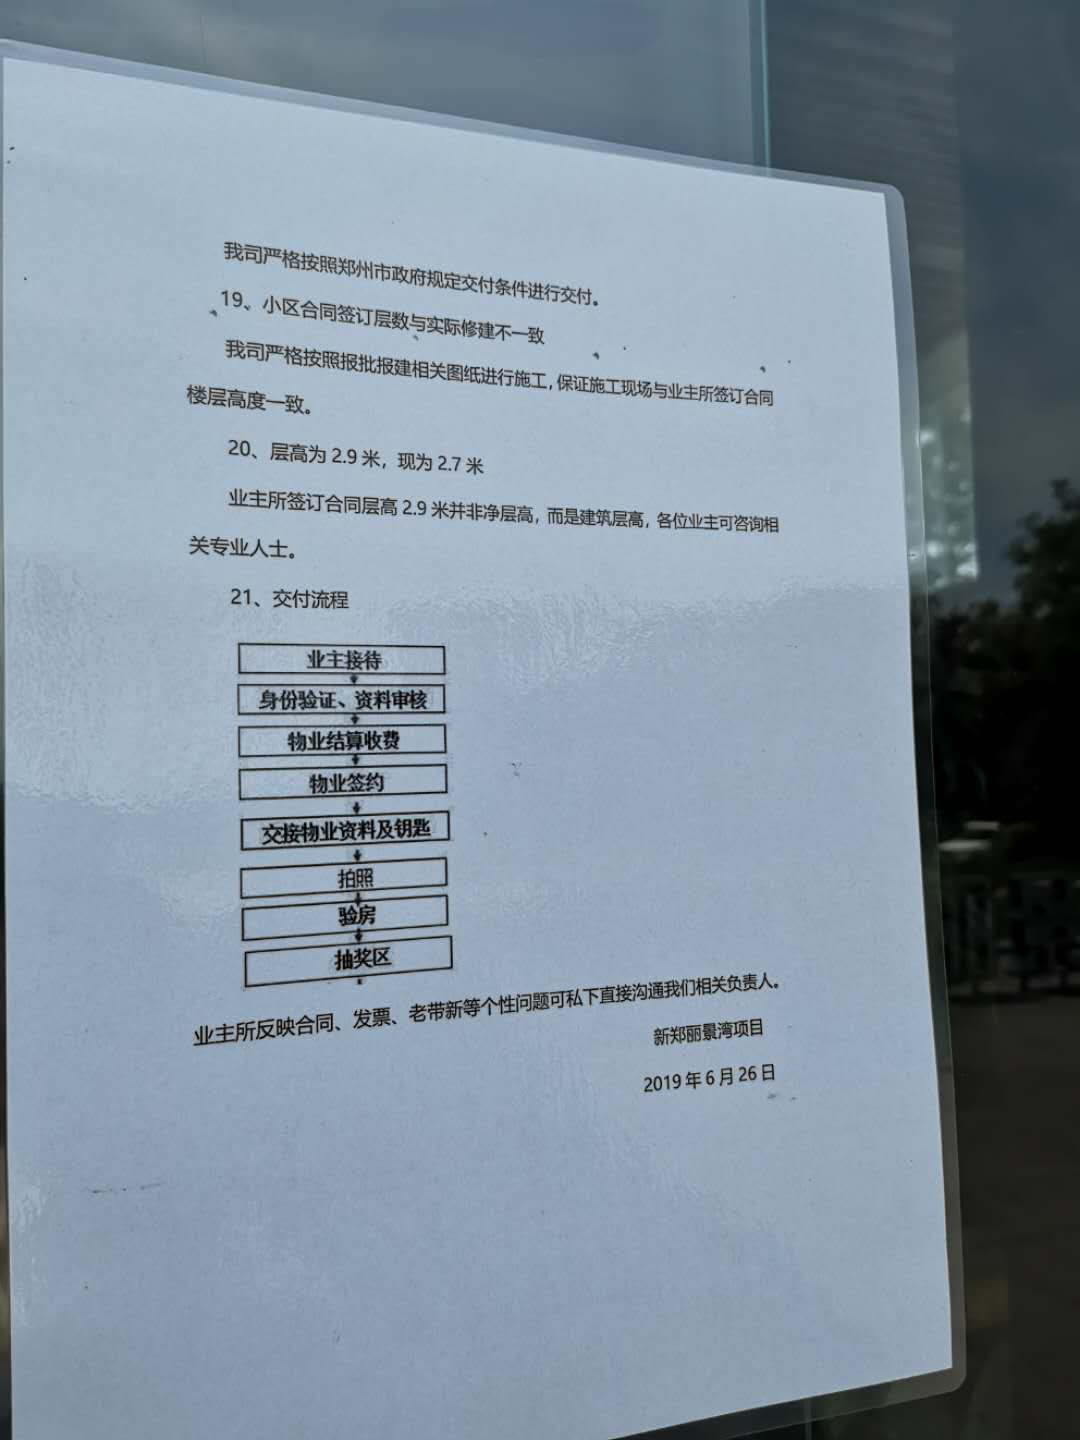 我司严格按照郑州市政府规定交付条件进行交付。
19、小区合同签订层数与实际修建不一致
我司严格按照报批报建相关图纸进行施工，保证施工现场与业主所签订合同
楼层高度一致。
20、层高为 2.9 米，现为 2.7 米
业主所签订合同层高 2.9 米并非净层高，而是建筑层高，各位业主可咨询相
关专业人士。
21、交付流程
业主接待
身份验证、资料审核
物业结算收费
物业签约
交接物业资料及钥匙
拍照
验房
抽奖区
业主所反映合同、发票、老带新等个性问题可私下直接沟通我们相关负责人。
新郑丽景湾项目
2019 年 6 月 26 日